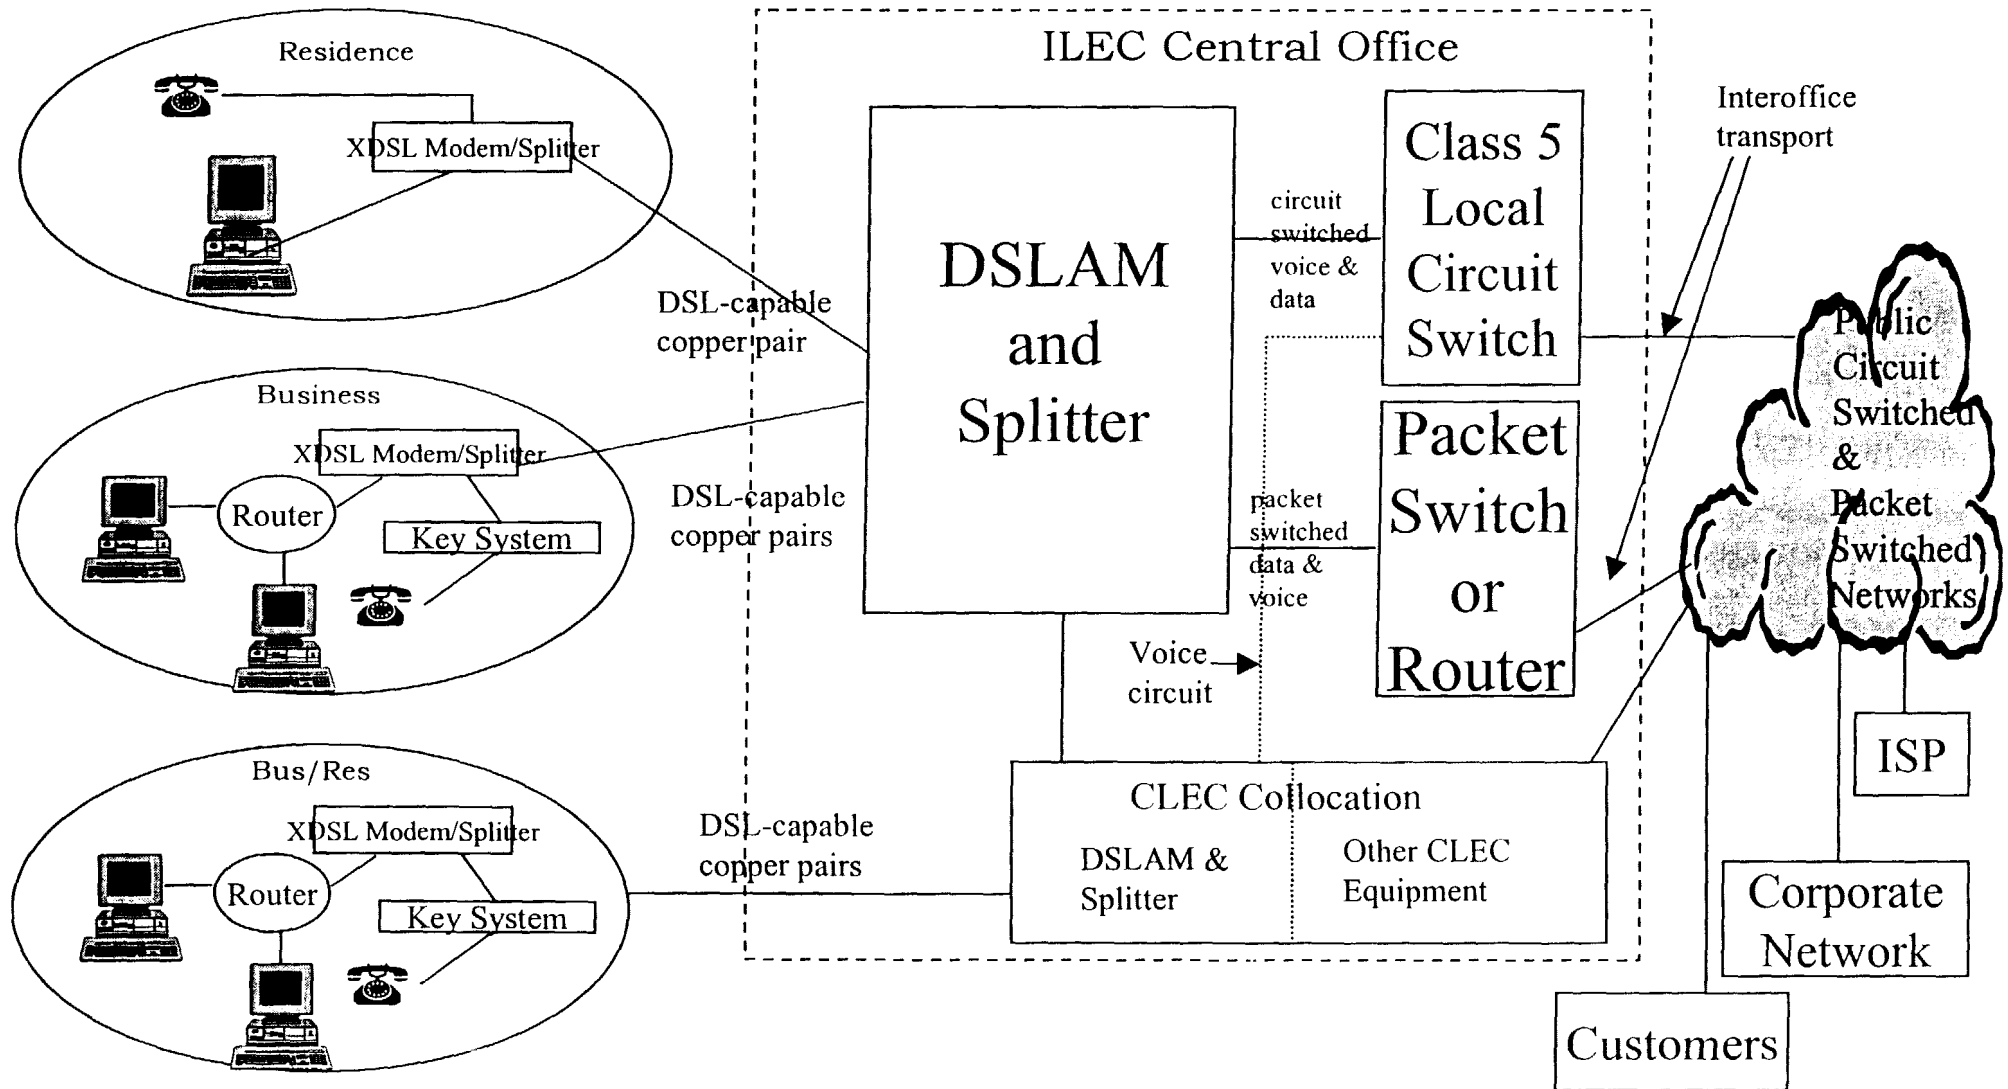 Residence
XDSL Modem/Splitter
DSL-capable
copper pair
Business
XDSL Modem/Splitter
Router
Key System
DSL-capable
copper pairs
Bus/Res
XDSL Modem/Splitter
Router
Key System
DSL-capable
copper pairs
ILEC Central Office
DSLAM
and
Splitter
circuit
switched
voice &
data
Class 5
Local
Circuit
Switch
packet
switched
data &
voice
Packet
Switch
or
Router
Voice
circuit
CLEC Collocation
DSLAM &
Splitter
Other CLEC
Equipment
Interoffice
transport
Public
Circuit
Switched
&
Packet
Switched
Networks
ISP
Corporate
Network
Customers